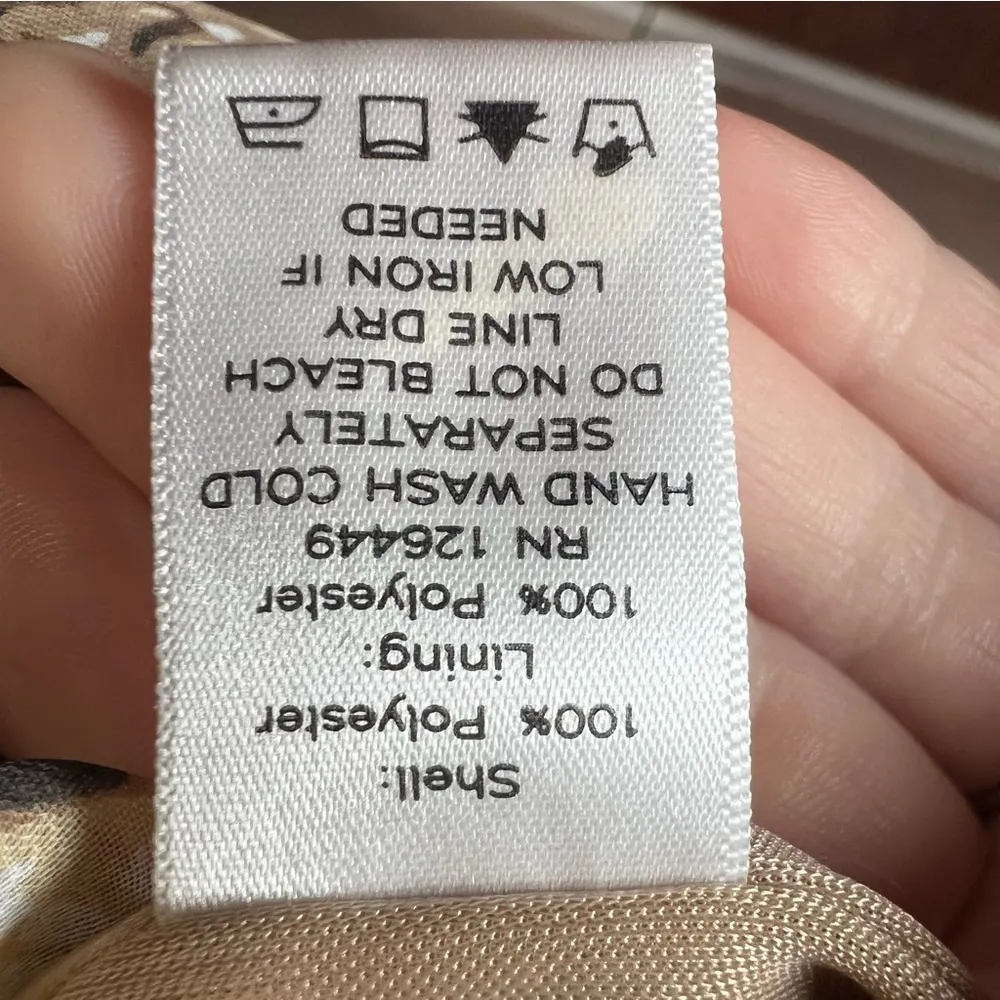 Shell:
100% Polyester
Lining:
100% Polyester
RN 126449
HAND WASH COLD
SEPARATELY
DO NOT BLEACH
LINE DRY
LOW IRON IF
NEEDED